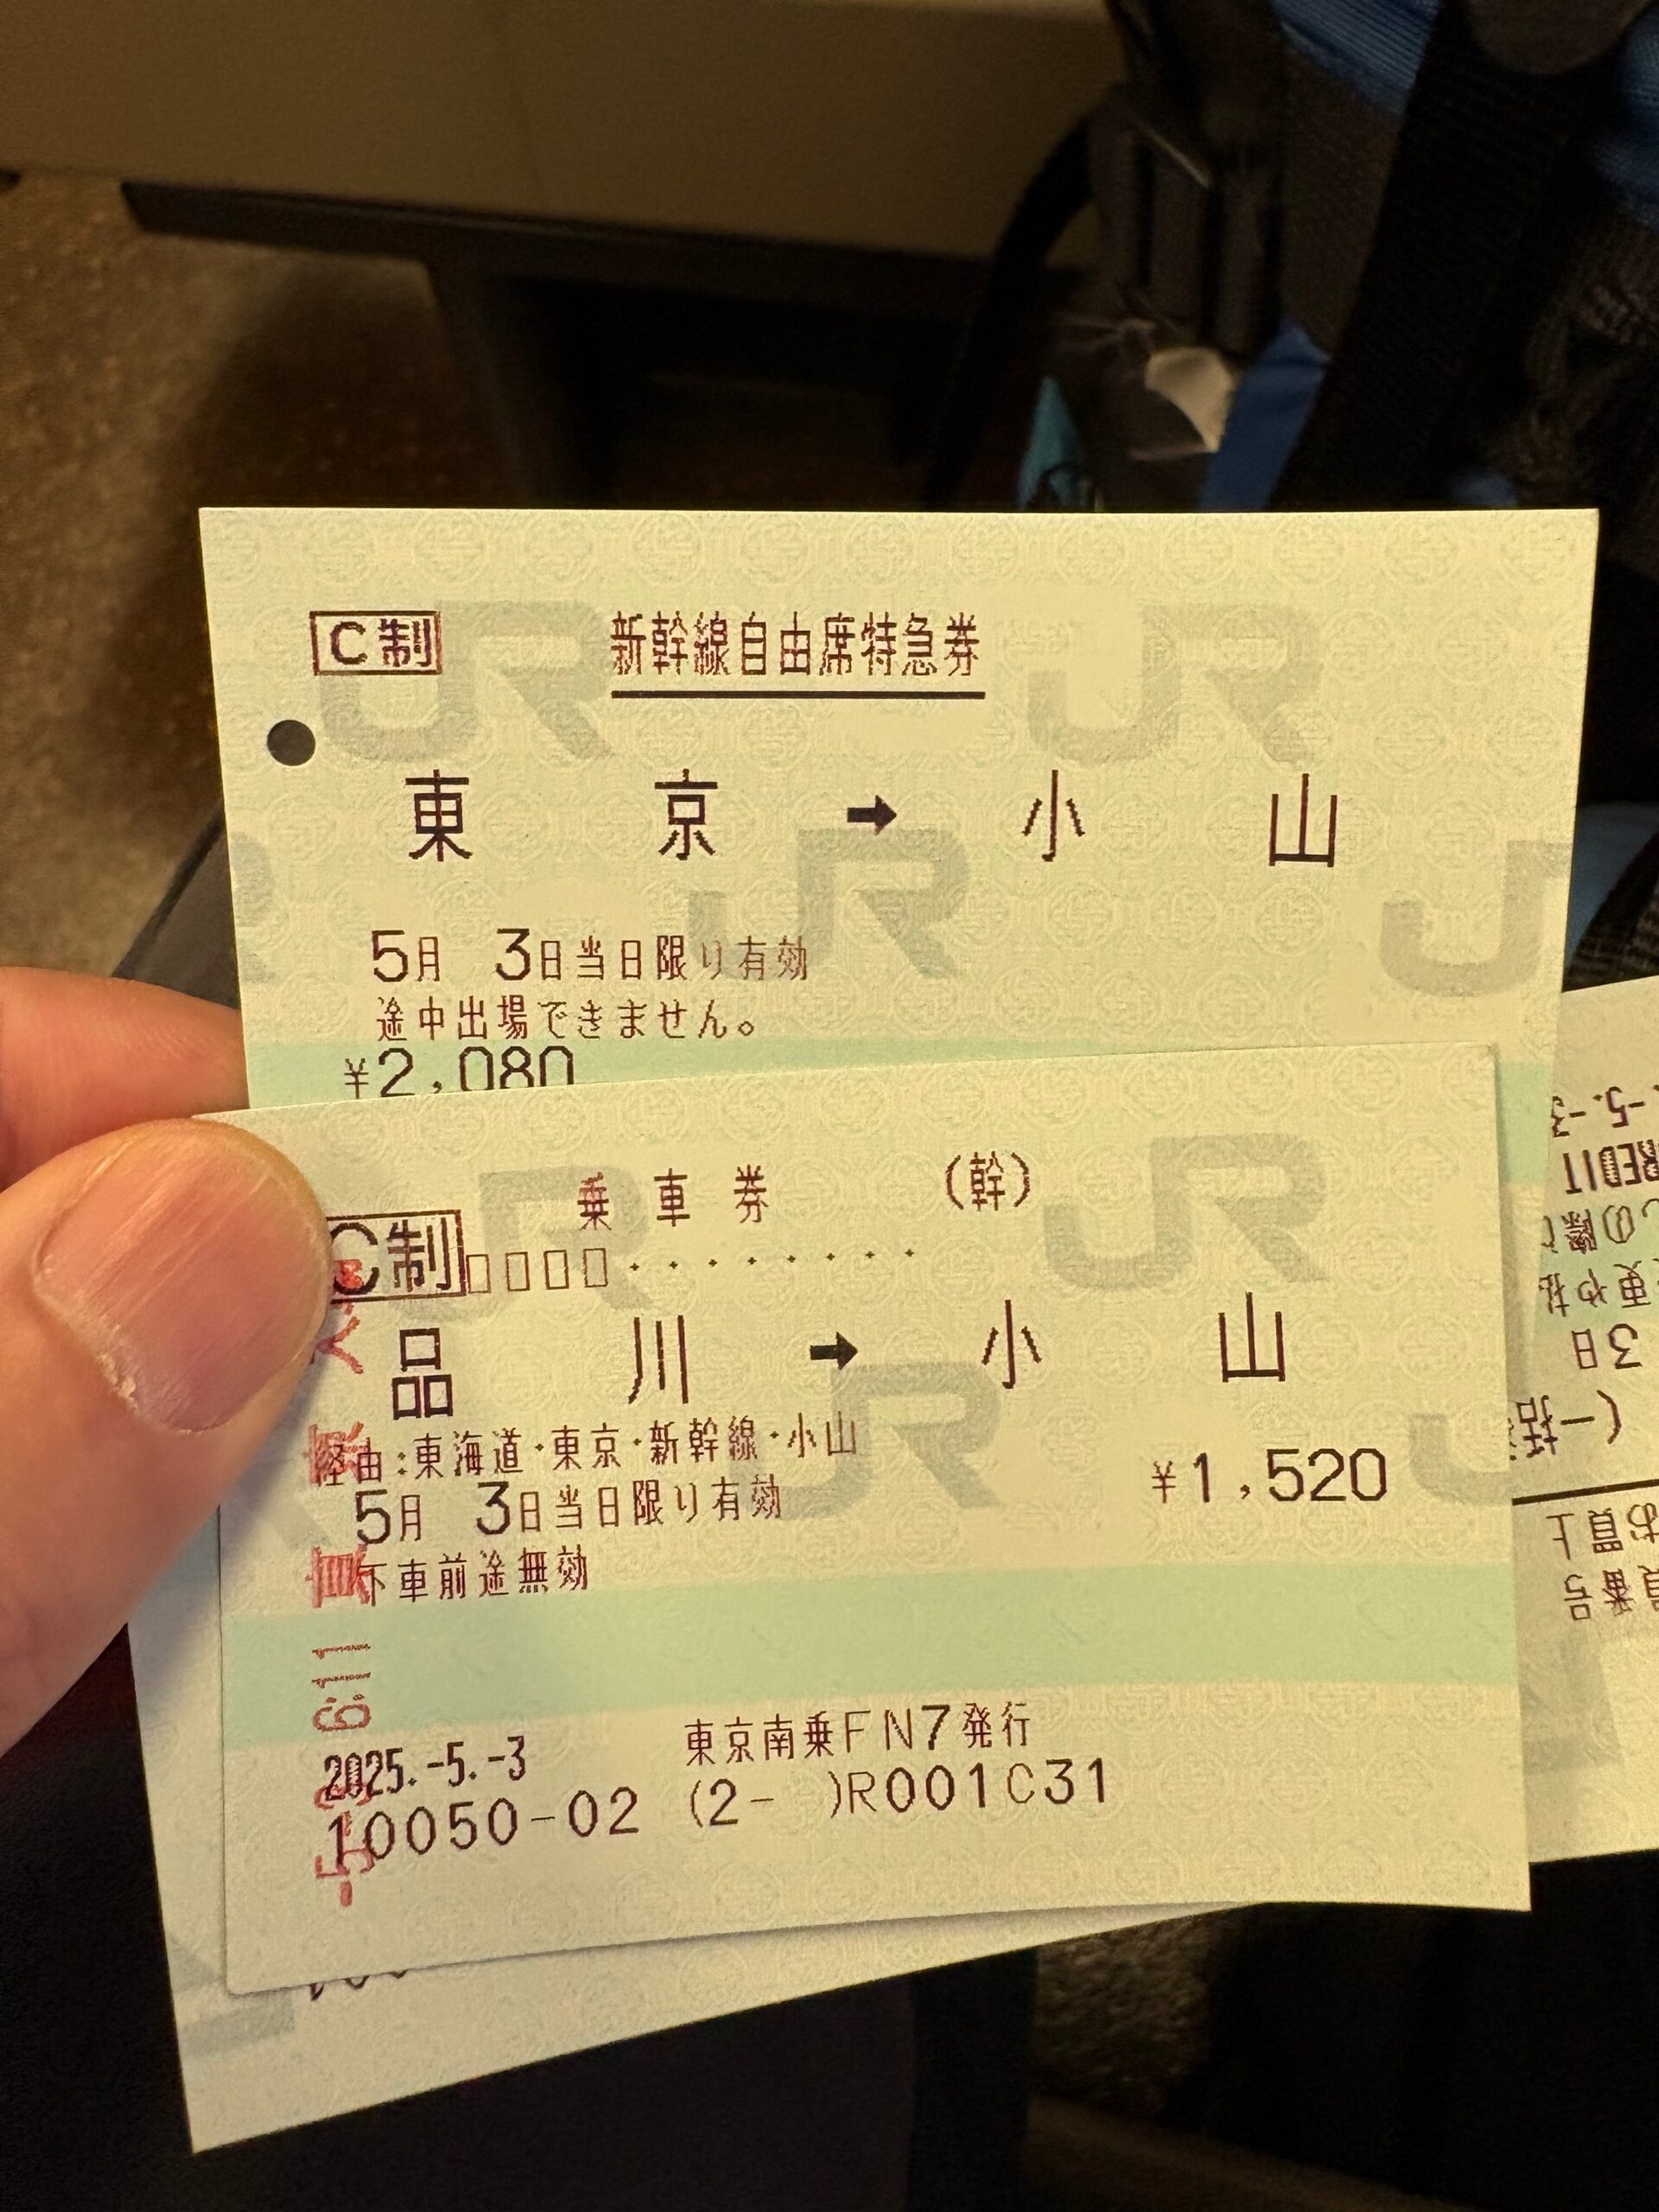 C制 新幹線自由席特急券
東京➡小山
5月 3日当日限り有効
途中出場できません。
¥2,080
乗車券 (幹)
C制□□□□・・・・・・・・
品川➡小山
経由:東海道・東京・新幹線・小山
¥1,520
5月 3日当日限り有効
下車前途無効
2025.-5.-3 東京南乗FN7発行
10050-02 (2- )R001C31
JR